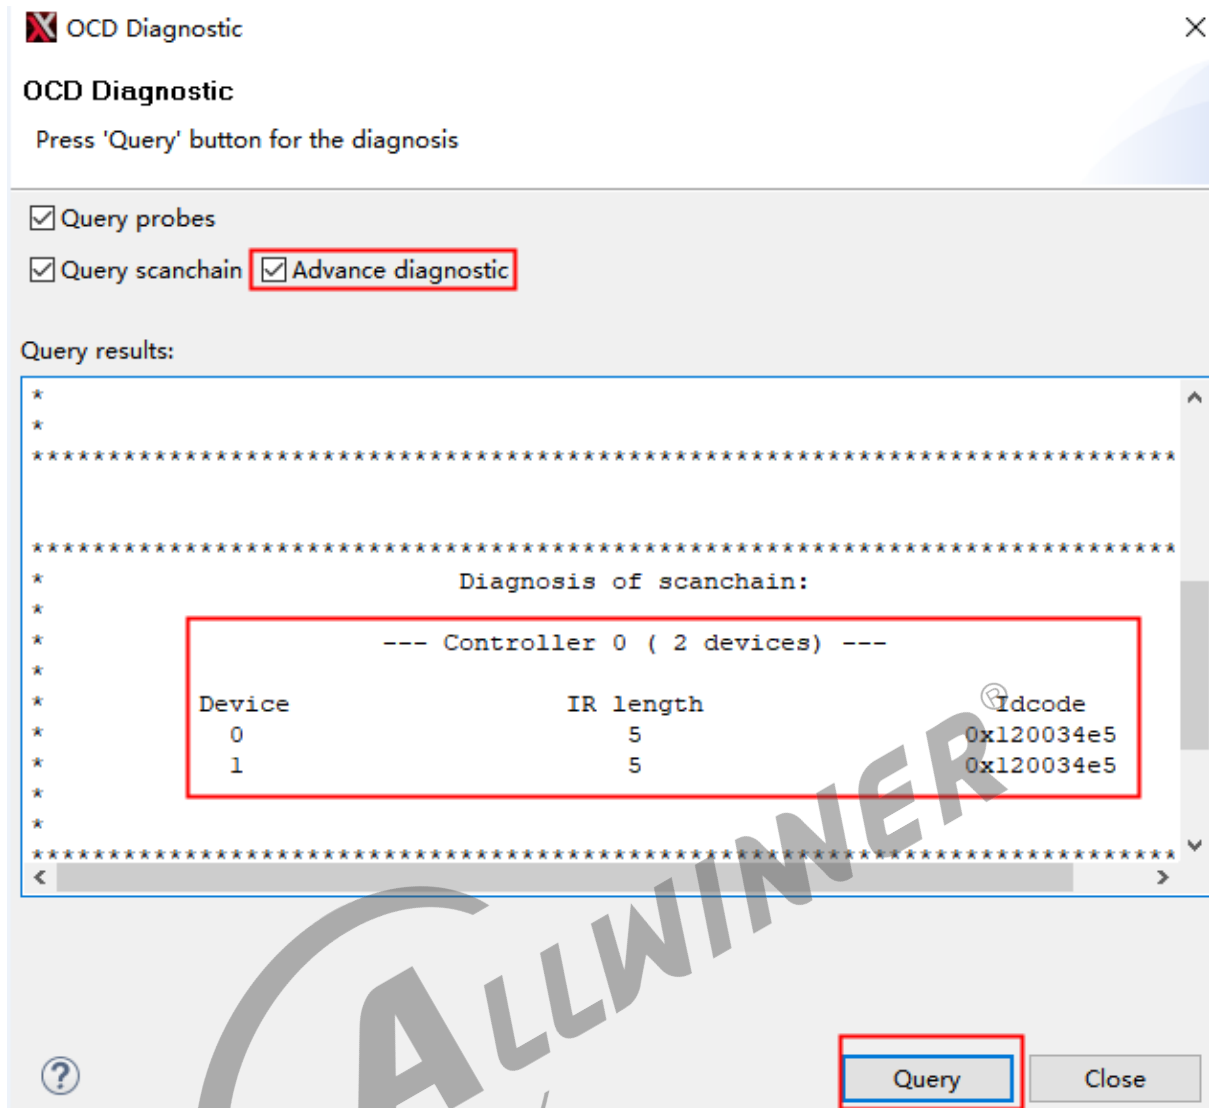 OCD Diagnostic
OCD Diagnostic
Press 'Query' button for the diagnosis
Query probes
Query scanchain Advance diagnostic
Query results:
*
*
***************************************************************************
***************************************************************************
* Diagnosis of scanchain:
*
* --- Controller 0 ( 2 devices) ---
*
* Device IR length Idcode
* 0 5 0x120034e5
* 1 5 0x120034e5
*
*
***************************************************************************
ALLWINNER®
Query Close